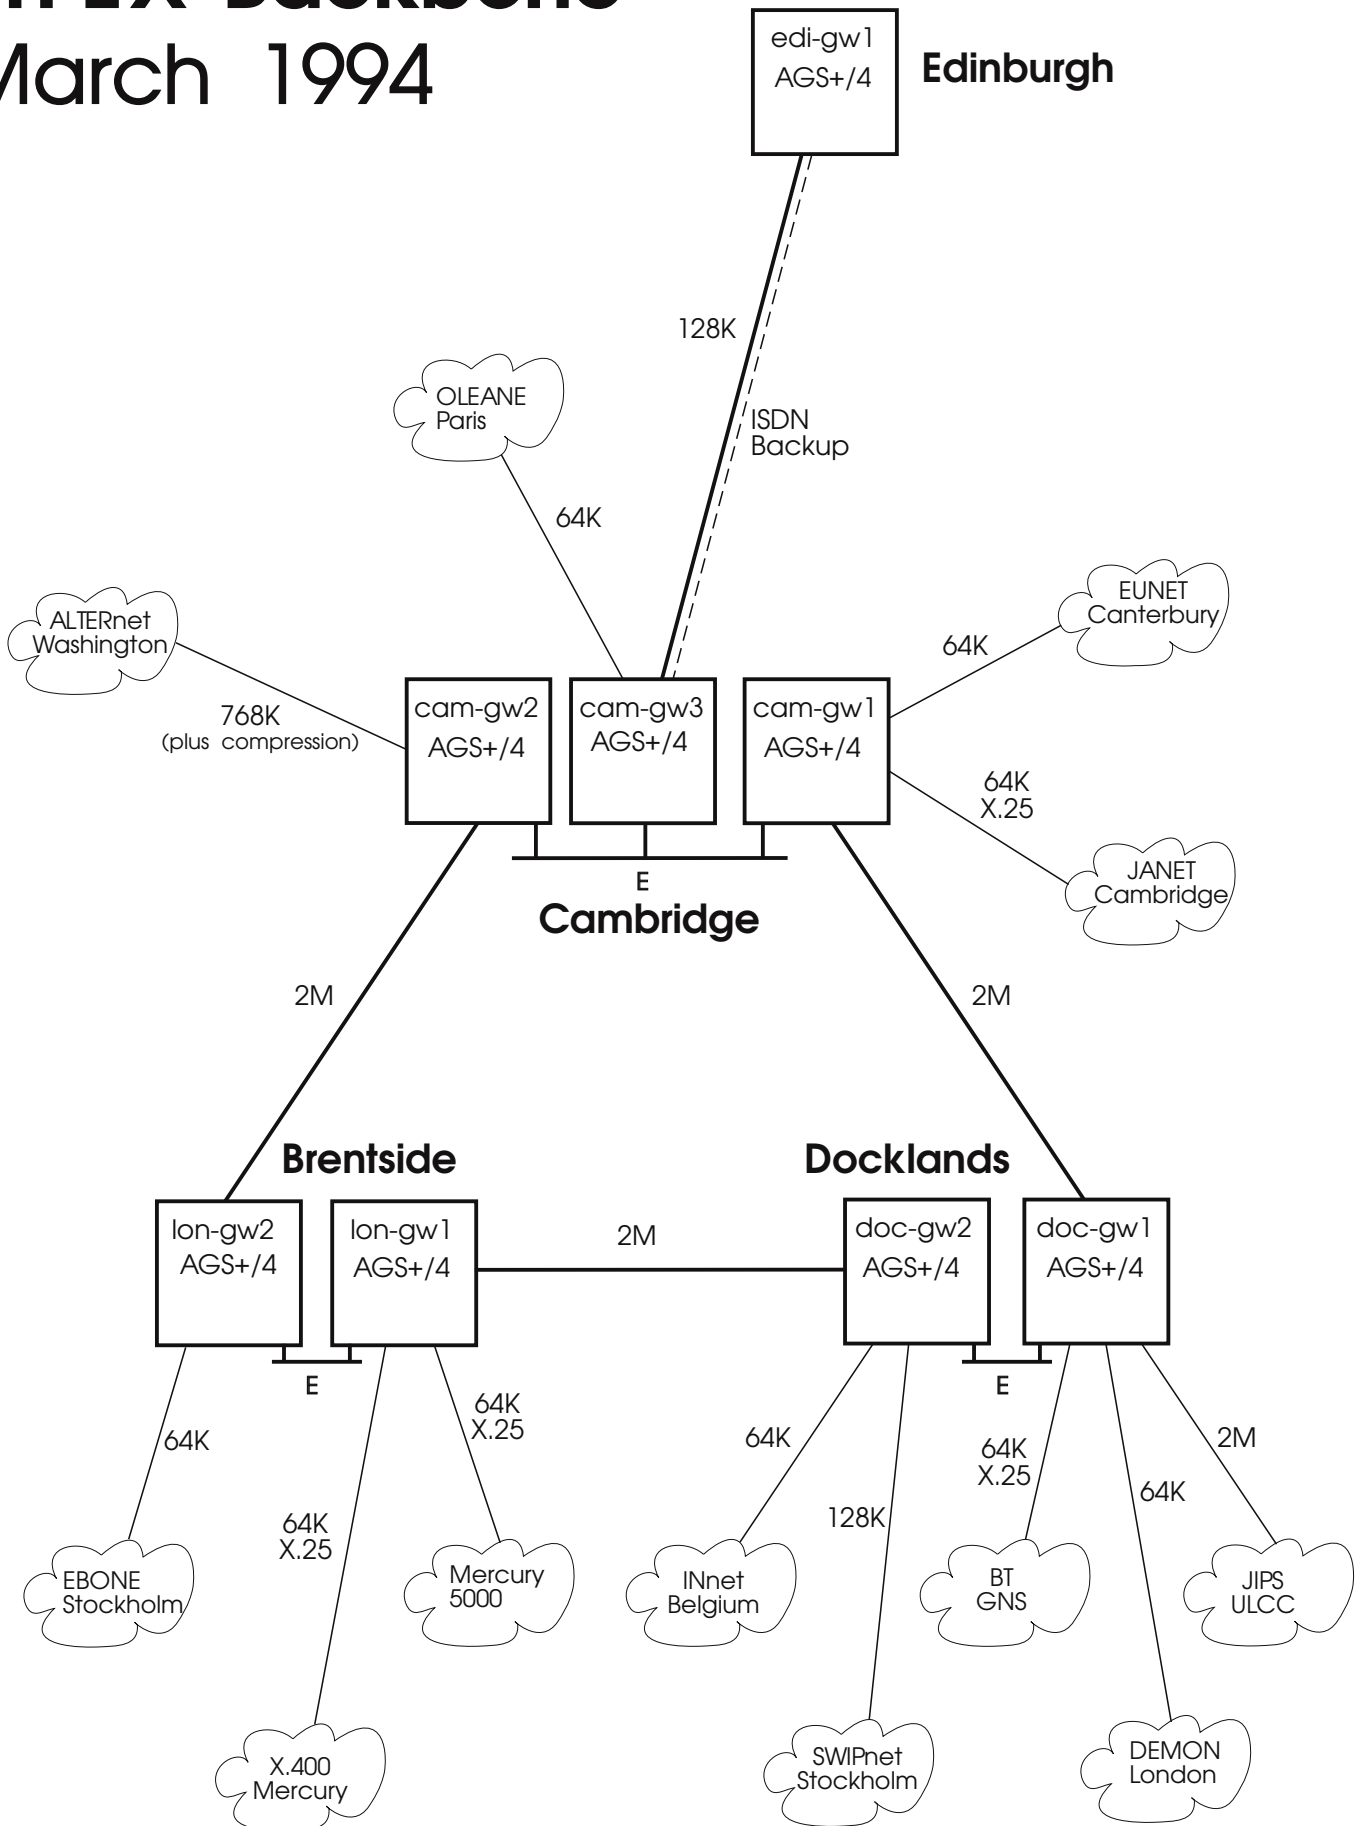 March 1994
edi-gw1
AGS+/4
Edinburgh
128K
OLEANE
Paris
ISDN
Backup
64K
ALTERnet
Washington
EUNET
Canterbury
64K
768K
(plus compression)
cam-gw2
AGS+/4
cam-gw3
AGS+/4
cam-gw1
AGS+/4
64K
X.25
JANET
Cambridge
E
Cambridge
2M
2M
Brentside
Docklands
lon-gw2
AGS+/4
lon-gw1
AGS+/4
2M
doc-gw2
AGS+/4
doc-gw1
AGS+/4
E
E
64K
64K
X.25
64K
X.25
64K
128K
64K
X.25
64K
2M
EBONE
Stockholm
Mercury
5000
INnet
Belgium
BT
GNS
JIPS
ULCC
X.400
Mercury
SWIPnet
Stockholm
DEMON
London